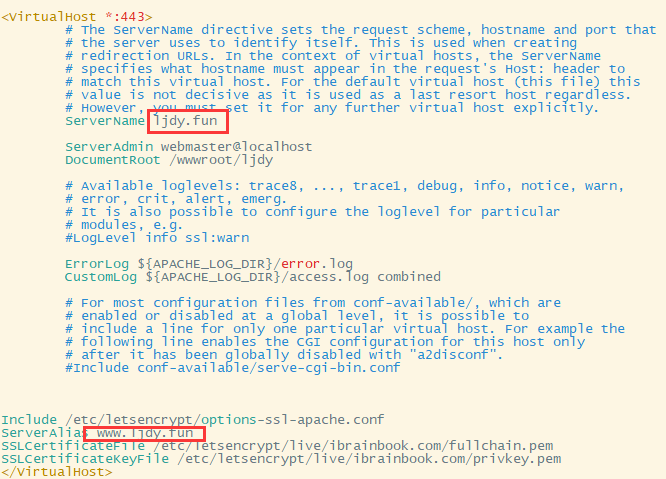 <VirtualHost *:443>
# The ServerName directive sets the request scheme, hostname and port that
# the server uses to identify itself. This is used when creating
# redirection URLs. In the context of virtual hosts, the ServerName
# specifies what hostname must appear in the request's Host: header to
# match this virtual host. For the default virtual host (this file) this
# value is not decisive as it is used as a last resort host regardless.
# However, you must set it for any further virtual host explicitly.
ServerName ljdy.fun
ServerAdmin webmaster@localhost
DocumentRoot /wwwroot/ljdy
# Available loglevels: trace8, ..., trace1, debug, info, notice, warn,
# error, crit, alert, emerg.
# It is also possible to configure the loglevel for particular
# modules, e.g.
#LogLevel info ssl:warn
ErrorLog ${APACHE_LOG_DIR}/error.log
CustomLog ${APACHE_LOG_DIR}/access.log combined
# For most configuration files from conf-available/, which are
# enabled or disabled at a global level, it is possible to
# include a line for only one particular virtual host. For example the
# following line enables the CGI configuration for this host only
# after it has been globally disabled with "a2disconf".
#Include conf-available/serve-cgi-bin.conf
Include /etc/letsencrypt/options-ssl-apache.conf
ServerAlias www.ljdy.fun
SSLCertificateFile /etc/letsencrypt/live/ibrainbook.com/fullchain.pem
SSLCertificateKeyFile /etc/letsencrypt/live/ibrainbook.com/privkey.pem
</VirtualHost>